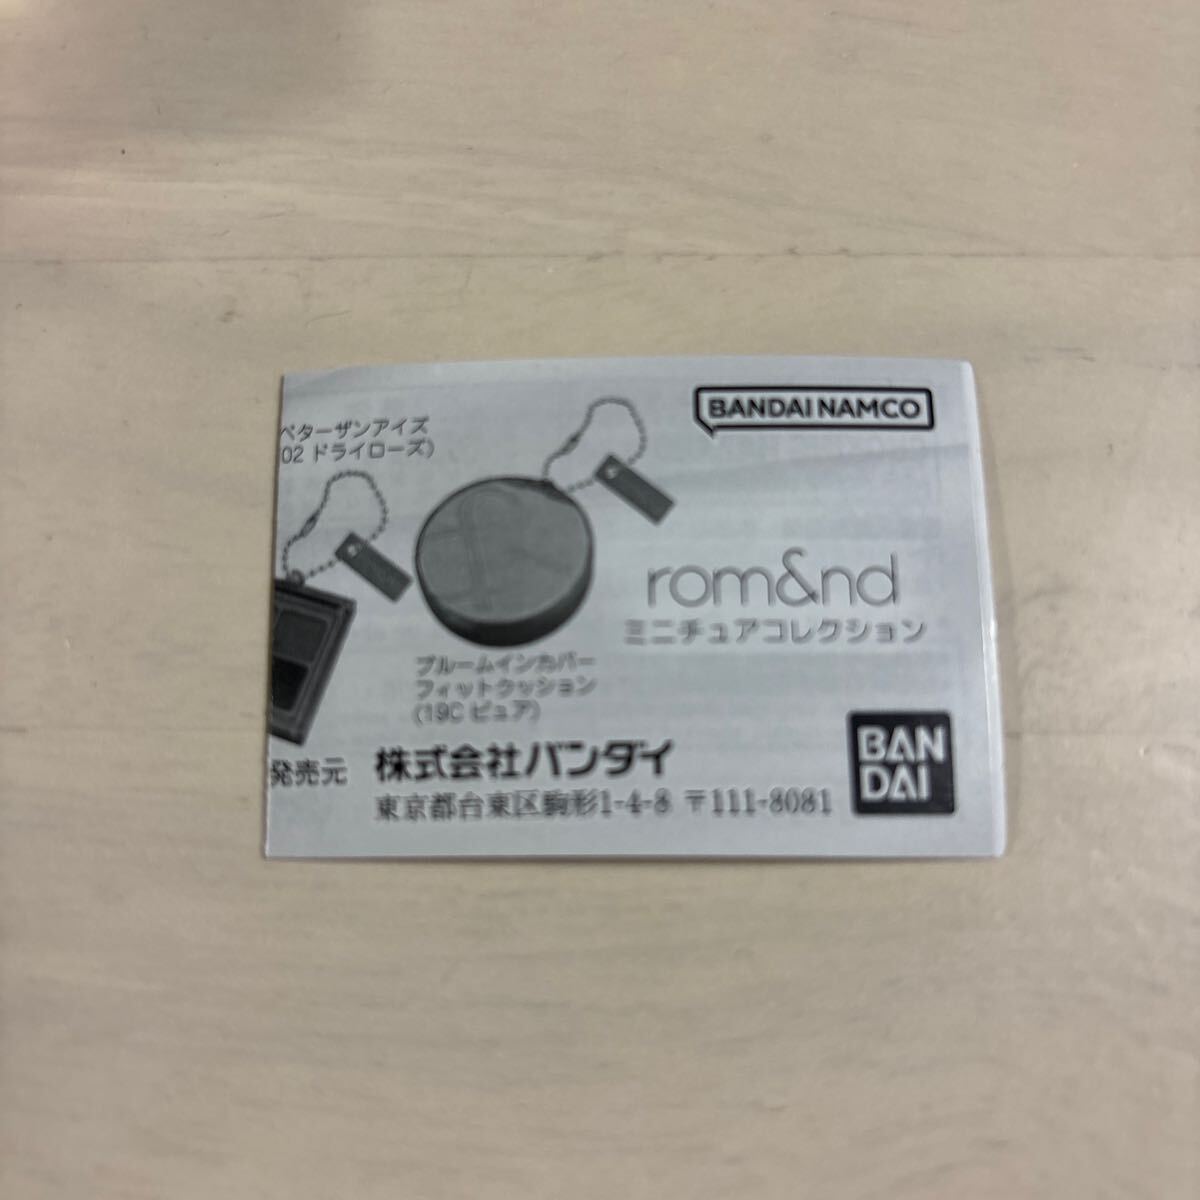 BANDAI NAMCO
ベターザンアイズ
02 ドライローズ)
rom&nd
ミニチュアコレクション
ブルームインカバー
フィットクッション
(19C ピュア)
発売元 株式会社バンダイ
東京都台東区駒形1-4-8 〒111-8081
BAN
DAI